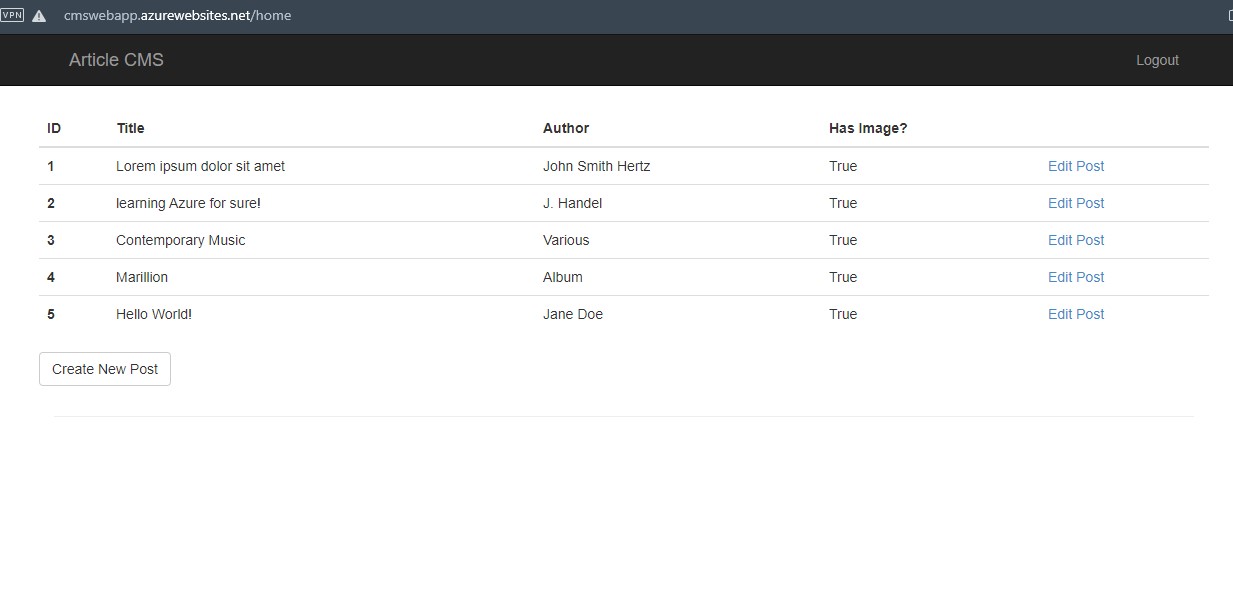 VPN cmswebapp.azurewebsites.net/home
Article CMS Logout
ID Title Author Has Image?
1 Lorem ipsum dolor sit amet John Smith Hertz True Edit Post
2 learning Azure for sure! J. Handel True Edit Post
3 Contemporary Music Various True Edit Post
4 Marillion Album True Edit Post
5 Hello World! Jane Doe True Edit Post
Create New Post